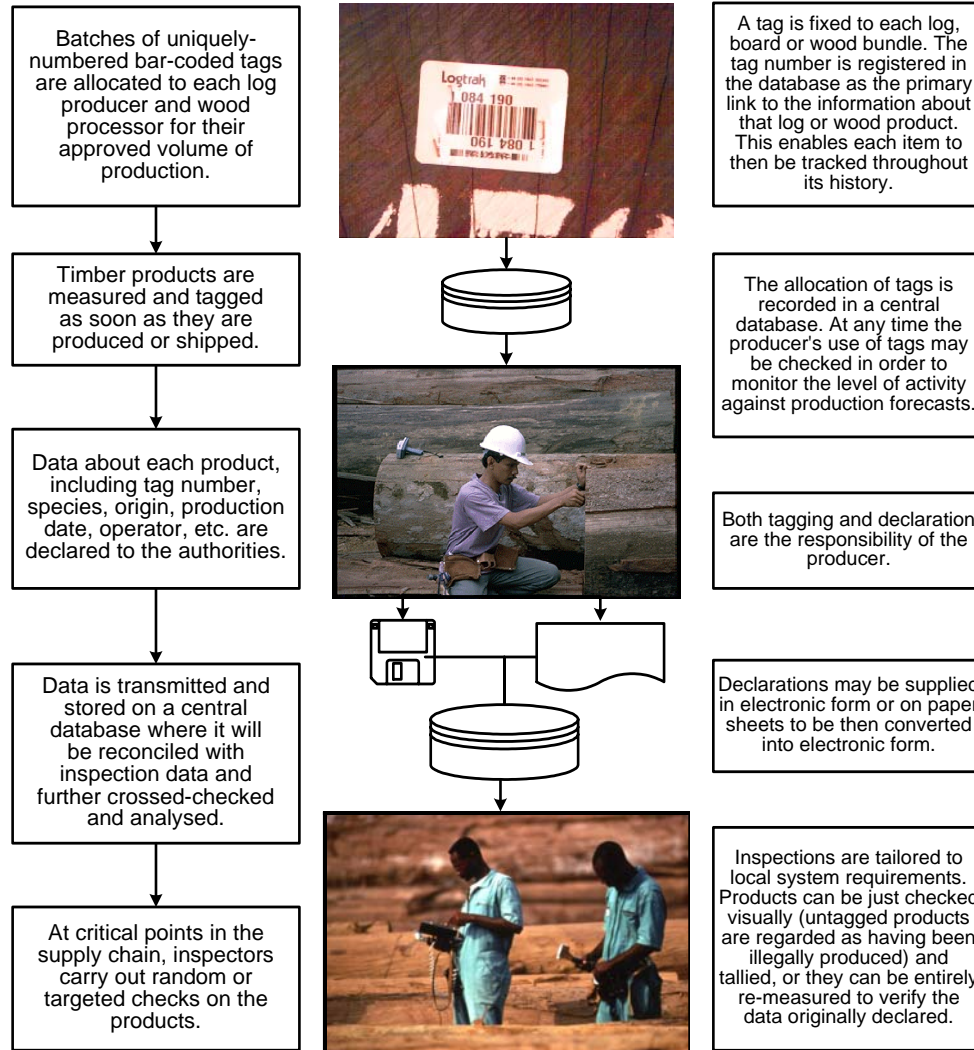 Batches of uniquely-
numbered bar-coded tags
are allocated to each log
producer and wood
processor for their
approved volume of
production.
Timber products are
measured and tagged
as soon as they are
produced or shipped.
Data about each product,
including tag number,
species, origin, production
date, operator, etc. are
declared to the authorities.
Data is transmitted and
stored on a central
database where it will
be reconciled with
inspection data and
further crossed-checked
and analysed.
At critical points in the
supply chain, inspectors
carry out random or
targeted checks on the
products.
Logtrak
1 084 190
1 084 190
A tag is fixed to each log,
board or wood bundle. The
tag number is registered in
the database as the primary
link to the information about
that log or wood product.
This enables each item to
then be tracked throughout
its history.
The allocation of tags is
recorded in a central
database. At any time the
producer's use of tags may
be checked in order to
monitor the level of activity
against production forecasts.
Both tagging and declaration
are the responsibility of the
producer.
Declarations may be supplied
in electronic form or on paper
sheets to be then converted
into electronic form.
Inspections are tailored to
local system requirements.
Products can be just checked
visually (untagged products
are regarded as having been
illegally produced) and
tallied, or they can be entirely
re-measured to verify the
data originally declared.